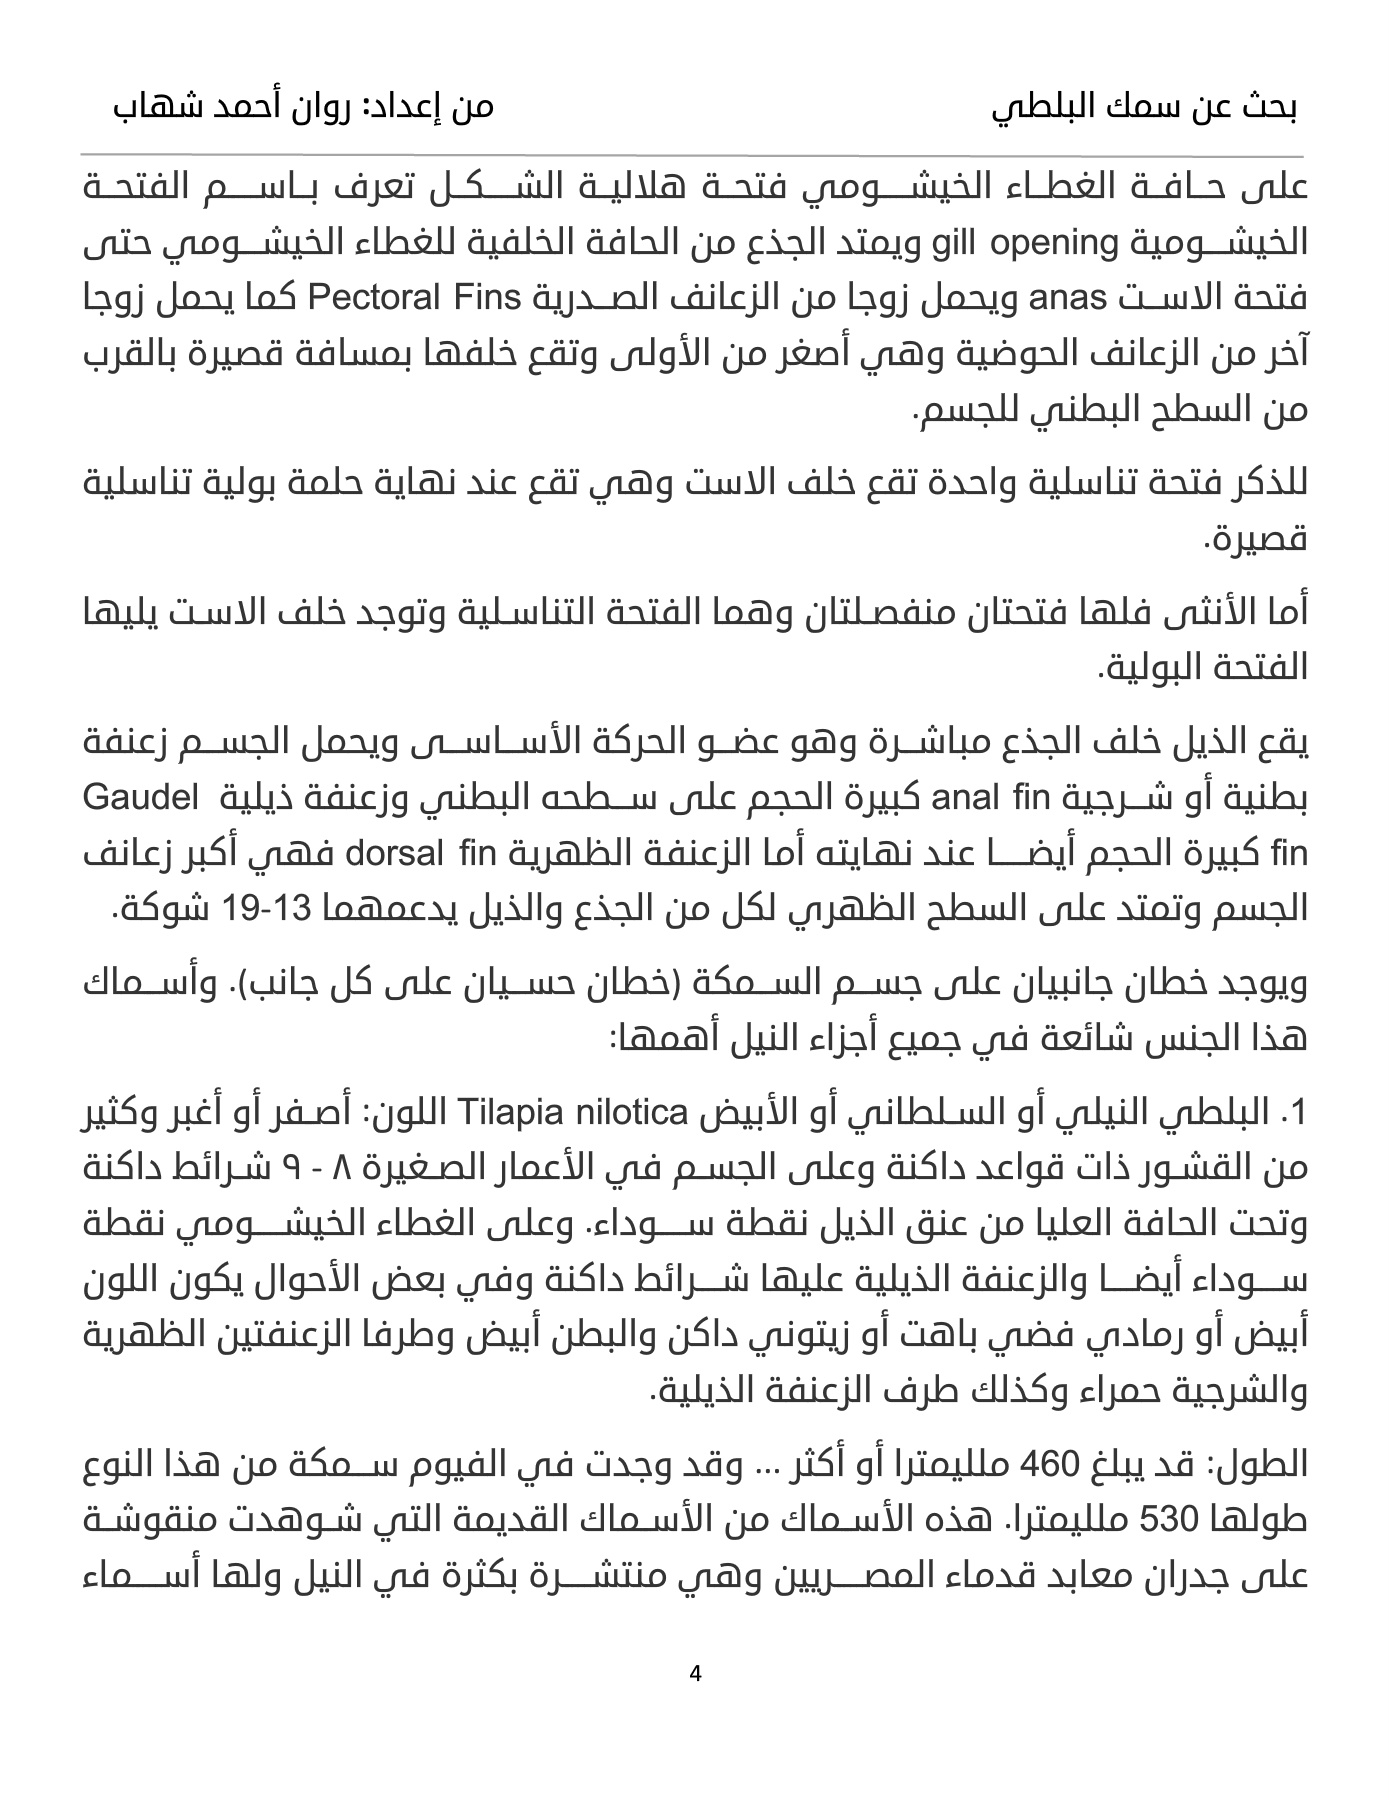 بحث عن سمك البلطي
من إعداد: روان أحمد شهاب
على حافة الغطاء الخيشومي فتحة هلالية الشكل تعرف باسم الفتحة
الخيشومية gill opening ويمتد الجذع من الحافة الخلفية للغطاء الخيشومي حتى
فتحة الاست anas ويحمل زوجا من الزعانف الصدرية Pectoral Fins كما يحمل زوجا
آخر من الزعانف الحوضية وهي أصغر من الأولى وتقع خلفها بمسافة قصيرة بالقرب
من السطح البطني للجسم.
للذكر فتحة تناسلية واحدة تقع خلف الاست وهي تقع عند نهاية حلمة بولية تناسلية
قصيرة.
أما الأنثى فلها فتحتان منفصلتان وهما الفتحة التناسلية وتوجد خلف الاست يليها
الفتحة البولية.
يقع الذيل خلف الجذع مباشرة وهو عضو الحركة الأساسى ويحمل الجسم زعنفة
بطنية أو شرجية anal fin كبيرة الحجم على سطحه البطني وزعنفة ذيلية Gaudel
fin كبيرة الحجم أيضا عند نهايته أما الزعنفة الظهرية dorsal fin فهي أكبر زعانف
الجسم وتمتد على السطح الظهري لكل من الجذع والذيل يدعمهما 13-19 شوكة.
ويوجد خطان جانبيان على جسم السمكة (خطان حسيان على كل جانب). وأسماك
هذا الجنس شائعة في جميع أجزاء النيل أهمها:
1. البلطي النيلي أو السلطاني أو الأبيض Tilapia nilotica اللون: أصفر أو أغبر وكثير
من القشور ذات قواعد داكنة وعلى الجسم في الأعمار الصغيرة ٨ - ٩ شرائط داكنة
وتحت الحافة العليا من عنق الذيل نقطة سوداء. وعلى الغطاء الخيشومي نقطة
سوداء أيضا والزعنفة الذيلية عليها شرائط داكنة وفي بعض الأحوال يكون اللون
أبيض أو رمادي فضي باهت أو زيتوني داكن والبطن أبيض وطرفا الزعنفتين الظهرية
والشرجية حمراء وكذلك طرف الزعنفة الذيلية.
الطول: قد يبلغ 460 ملليمترا أو أكثر ... وقد وجدت في الفيوم سمكة من هذا النوع
طولها 530 ملليمترا. هذه الأسماك من الأسماك القديمة التي شوهدت منقوشة
على جدران معابد قدماء المصريين وهي منتشرة بكثرة في النيل ولها أسماء
4